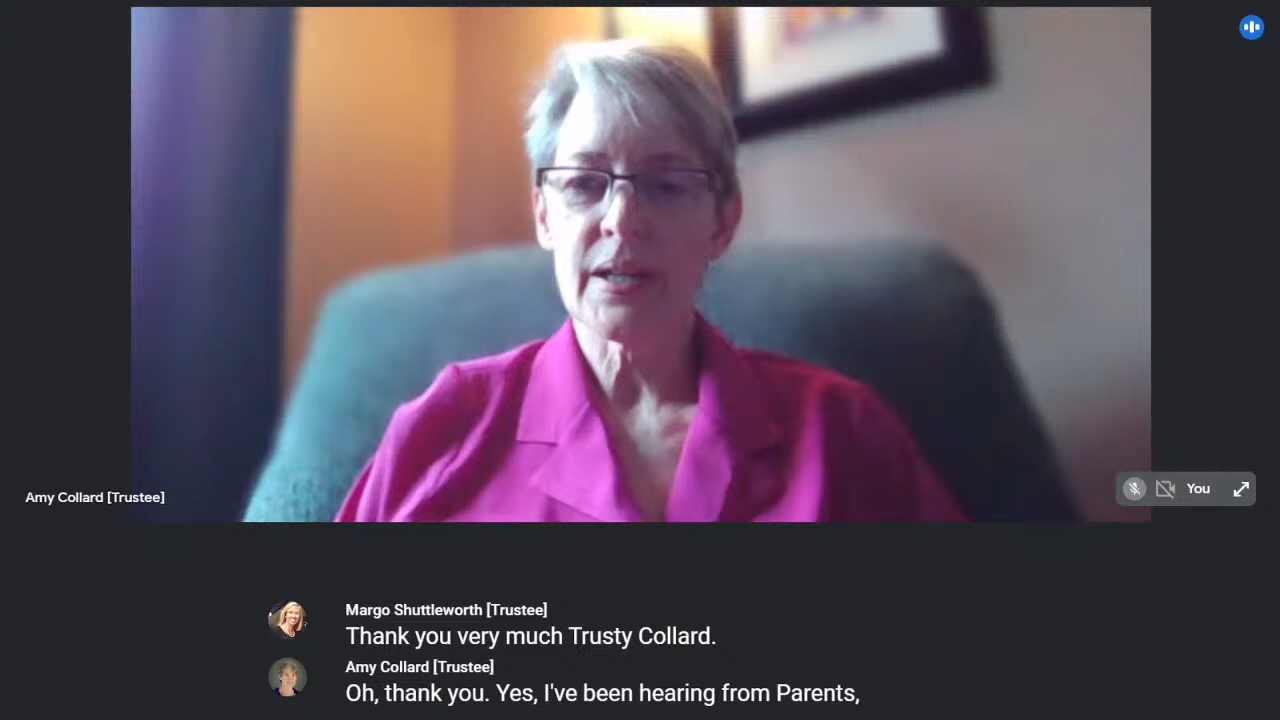 Amy Collard [Trustee]
You
Margo Shuttleworth [Trustee]
Thank you very much Trusty Collard.
Amy Collard [Trustee]
Oh, thank you. Yes, I've been hearing from Parents,